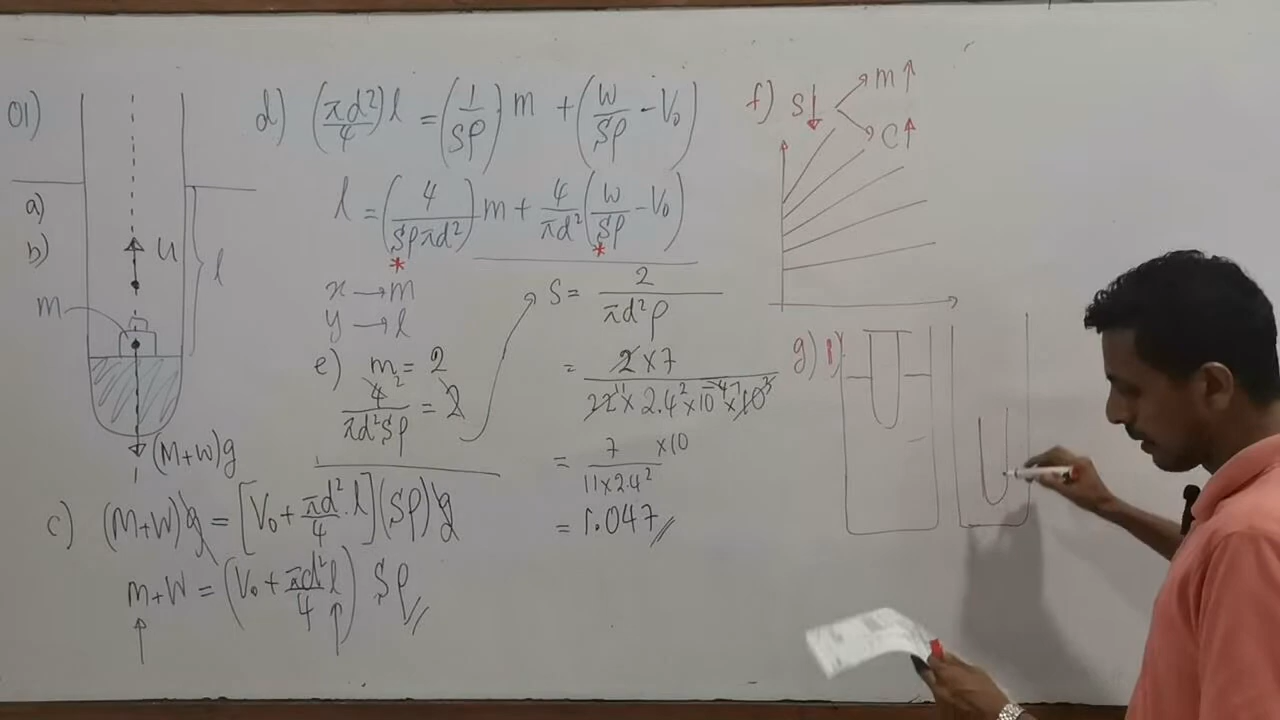 01)
a)
b)
U
l
m
(M+W)g
c) (M+W)g = [V₀ + πd²/4 · l](Sρ)g
m+W = (V₀ + πd²l/4) Sρ //
d) (πd²/4) l = (1/Sρ) m + (W/Sρ − V₀)
l = (4/Sρπd²) m + 4/πd² (W/Sρ − V₀)
* *
x → m
y → l
e) m = 2
4²/πd²Sρ = 2
S = 2/πd²ρ
= 2 × 7 / 22¹¹ × 2.4² × 10⁻⁴ × 10³
= 7 × 10 / 11 × 2.4²
= 1.047 //
f) S↓ → m↑
→ C↑
g) 1)